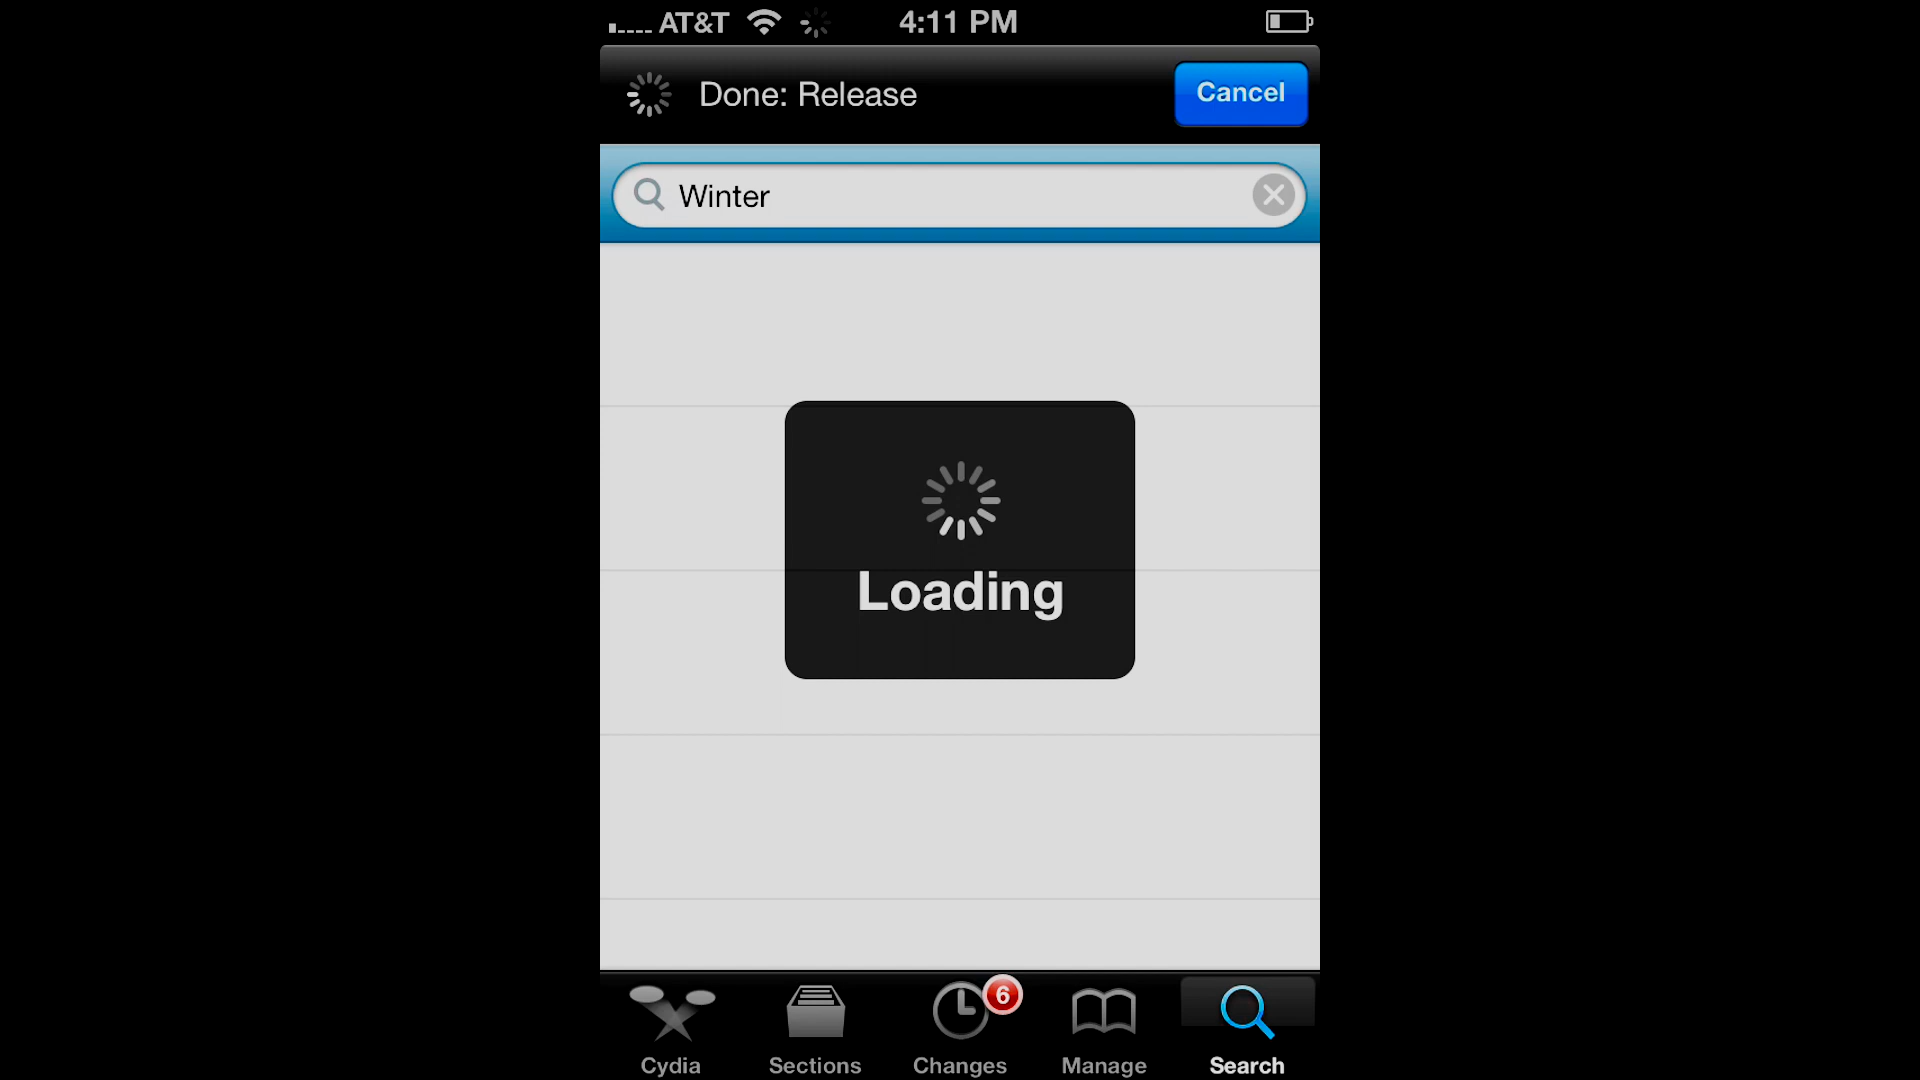 AT&T 4:11 PM
Done: Release Cancel
Winter
Loading
6
Cydia Sections Changes Manage Search